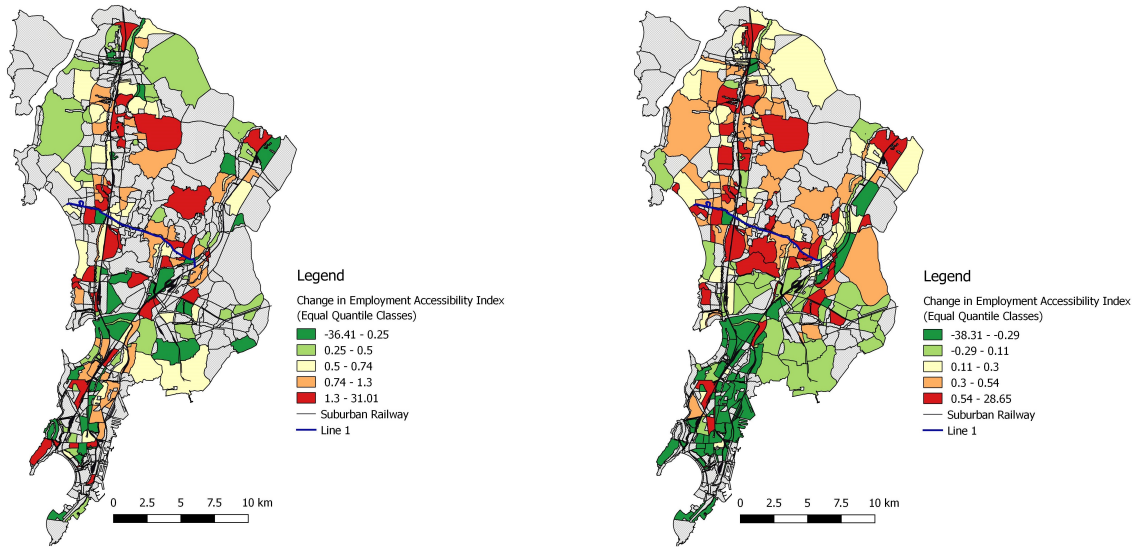 Legend
Change in Employment Accessibility Index
(Equal Quantile Classes)
-36.41 - 0.25
0.25 - 0.5
0.5 - 0.74
0.74 - 1.3
1.3 - 31.01
Suburban Railway
Line 1
0 2.5 5 7.5 10 km
Legend
Change in Employment Accessibility Index
(Equal Quantile Classes)
-38.31 - -0.29
-0.29 - 0.11
0.11 - 0.3
0.3 - 0.54
0.54 - 28.65
Suburban Railway
Line 1
0 2.5 5 7.5 10 km